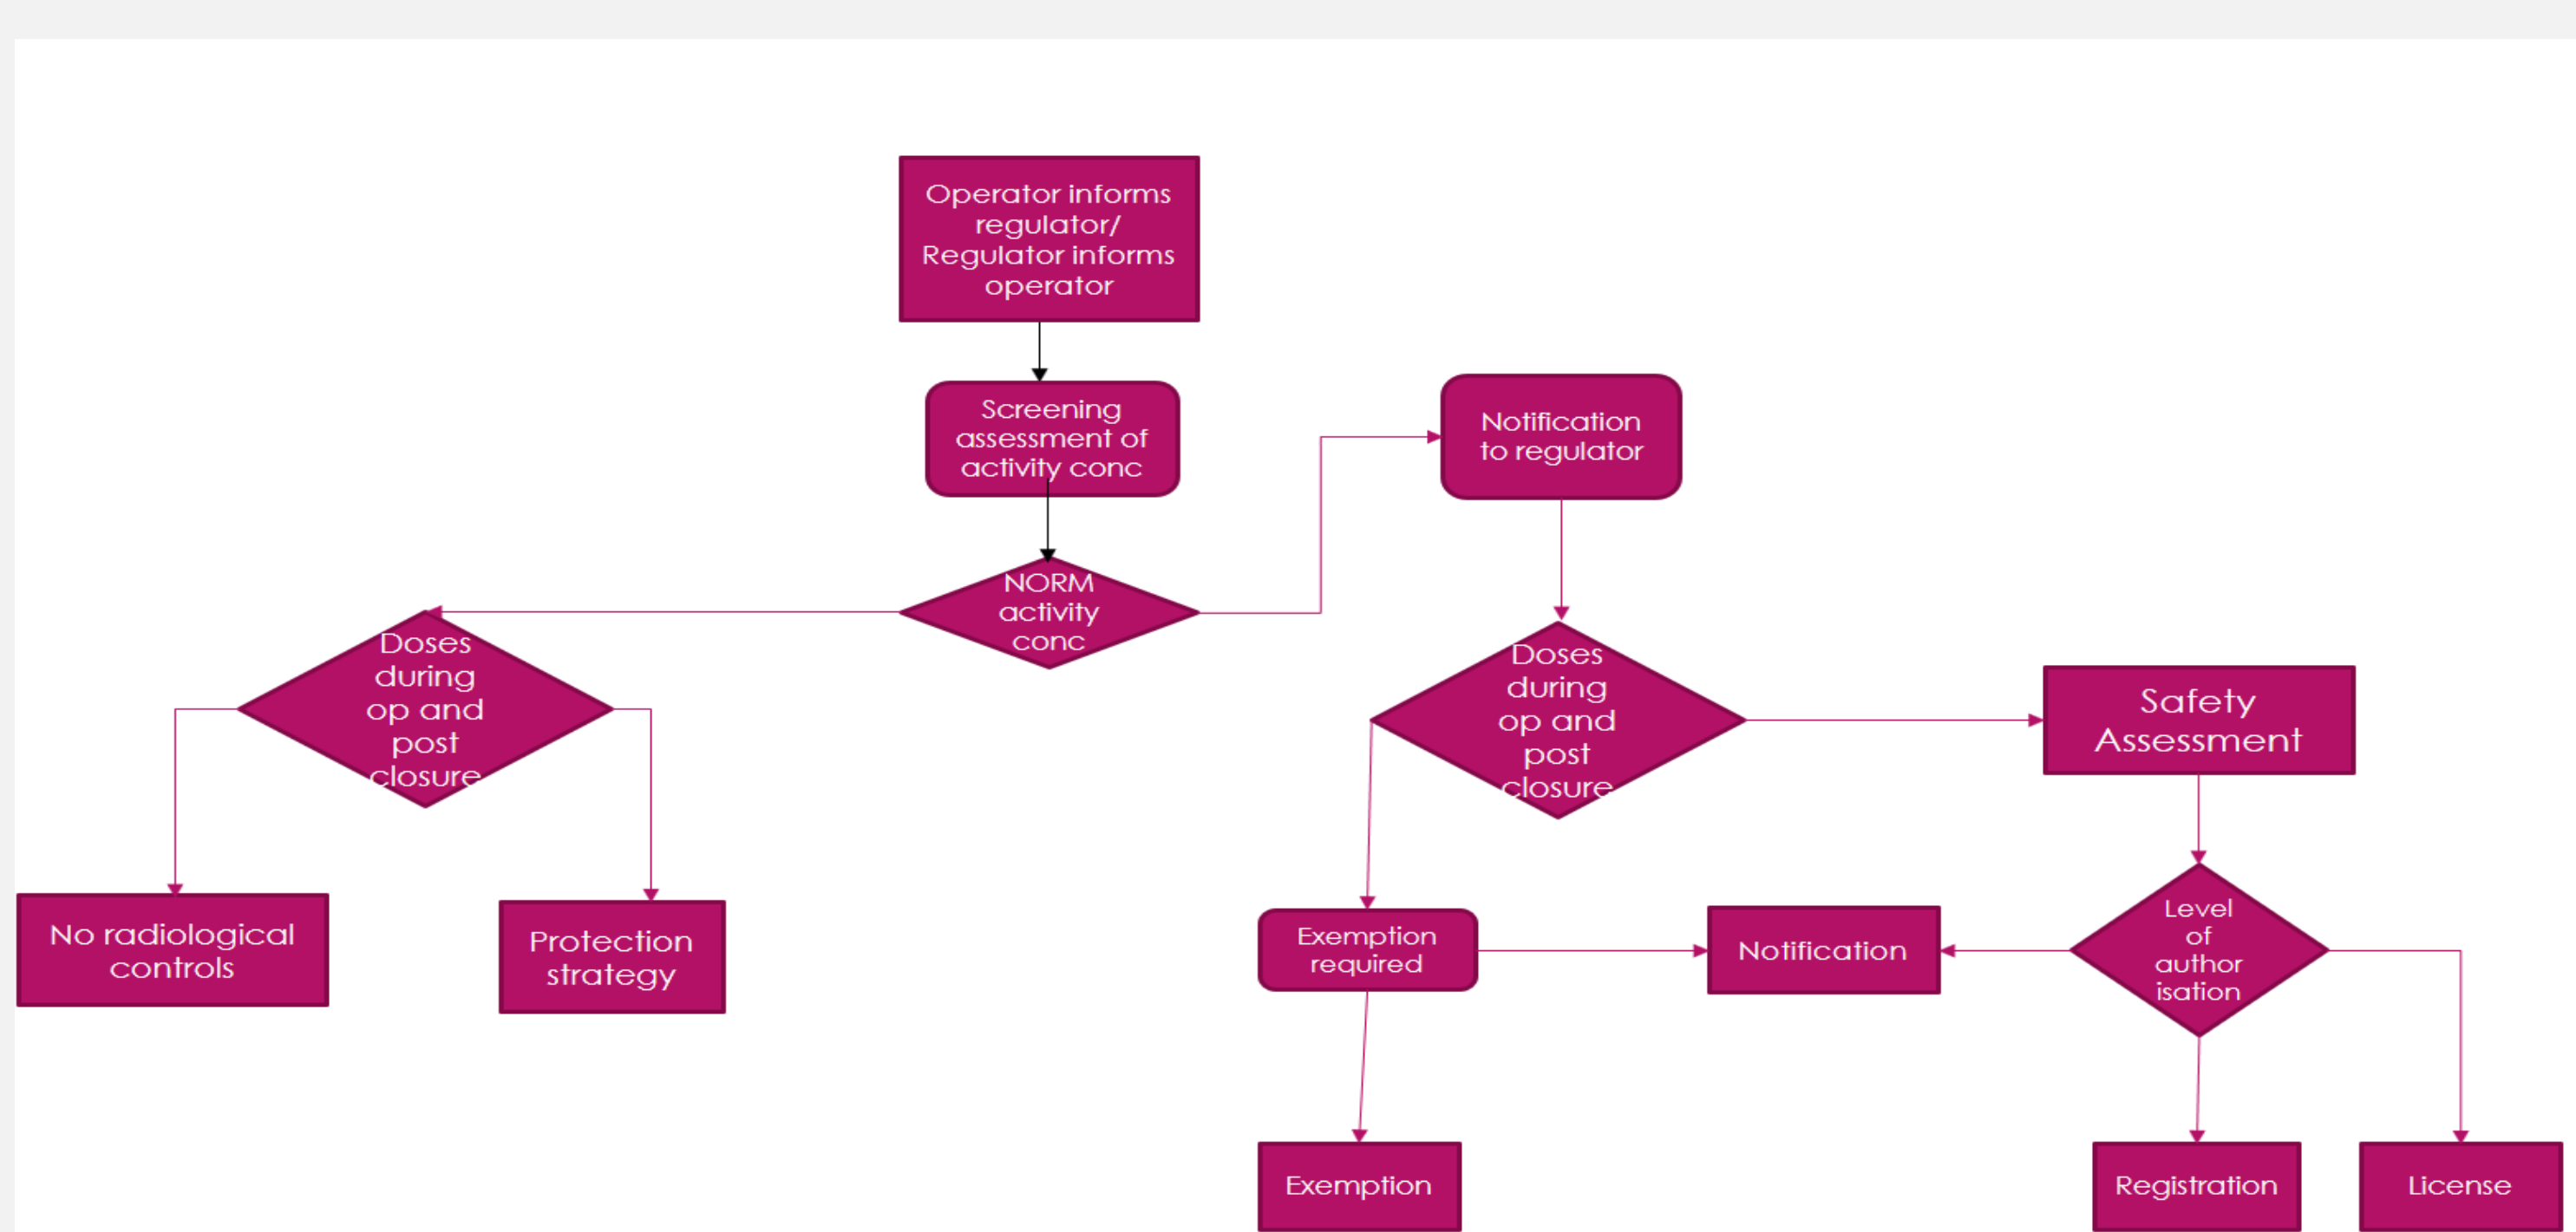 Operator informs
regulator/
Regulator informs
operator
Screening
assessment of
activity conc
Notification
to regulator
NORM
activity
conc
Doses
during
op and
post
closure
Doses
during
op and
post
closure
Safety
Assessment
No radiological
controls
Protection
strategy
Exemption
required
Notification
Level
of
author
isation
Exemption
Registration
License